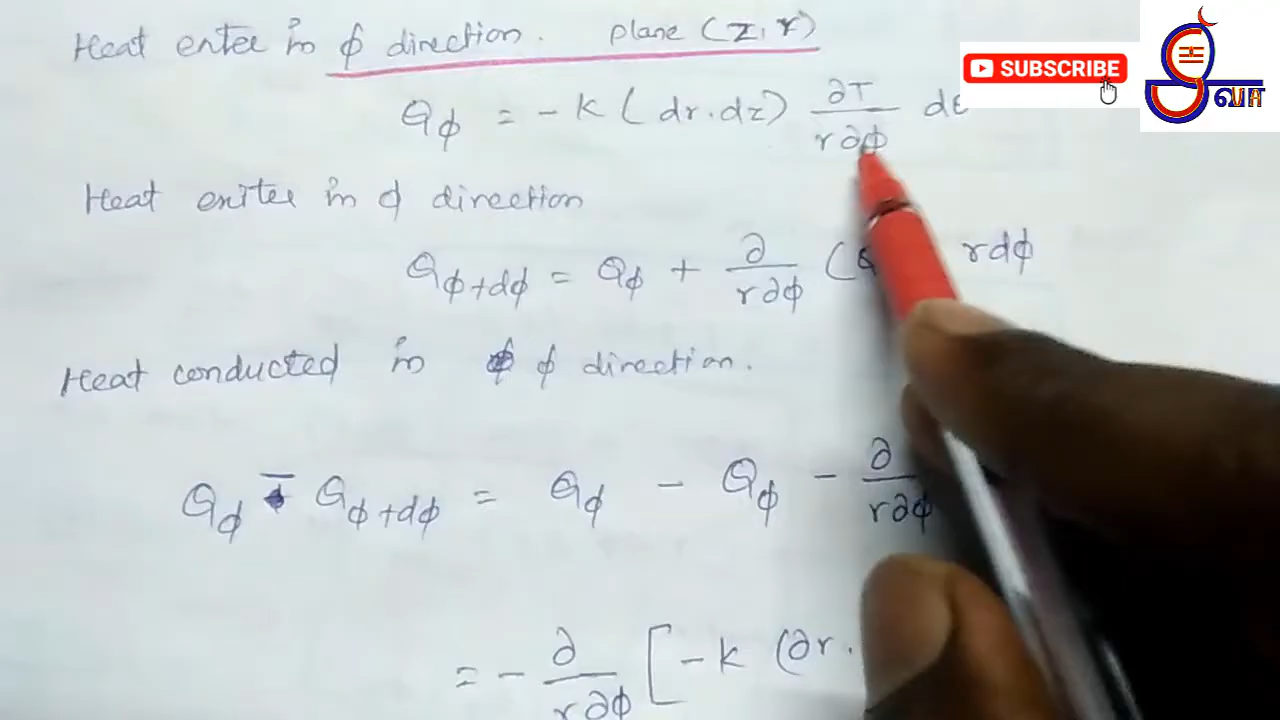 Heat enter in ϕ direction. plane (z, r)
SUBSCRIBE
Qϕ = -K (dr.dz) ∂T / r∂ϕ
Heat exiter in ϕ direction
Qϕ+dϕ = Qϕ + ∂ / r∂ϕ ( rdϕ
Heat conducted in ϕ direction.
Qϕ - Qϕ+dϕ = Qϕ - Qϕ - ∂ / r∂ϕ
= - ∂ / r∂ϕ [ -K (∂r.